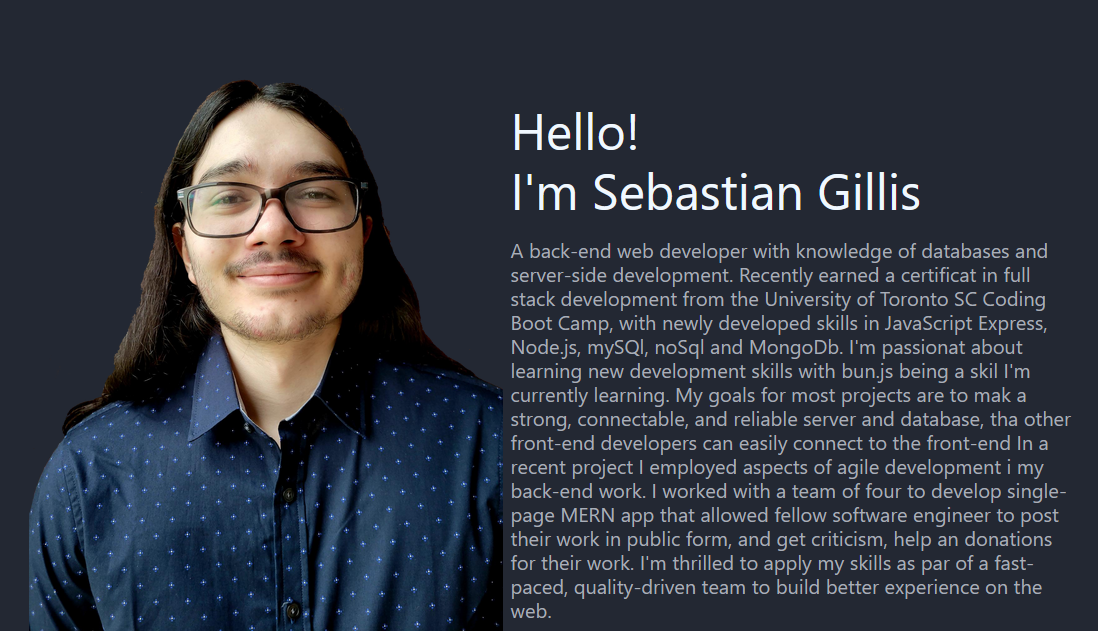 Hello!
I'm Sebastian Gillis
A back-end web developer with knowledge of databases and
server-side development. Recently earned a certificat in full
stack development from the University of Toronto SC Coding
Boot Camp, with newly developed skills in JavaScript Express,
Node.js, mySQl, noSql and MongoDb. I'm passionat about
learning new development skills with bun.js being a skil I'm
currently learning. My goals for most projects are to mak a
strong, connectable, and reliable server and database, tha other
front-end developers can easily connect to the front-end In a
recent project I employed aspects of agile development i my
back-end work. I worked with a team of four to develop single-
page MERN app that allowed fellow software engineer to post
their work in public form, and get criticism, help an donations
for their work. I'm thrilled to apply my skills as par of a fast-
paced, quality-driven team to build better experience on the
web.